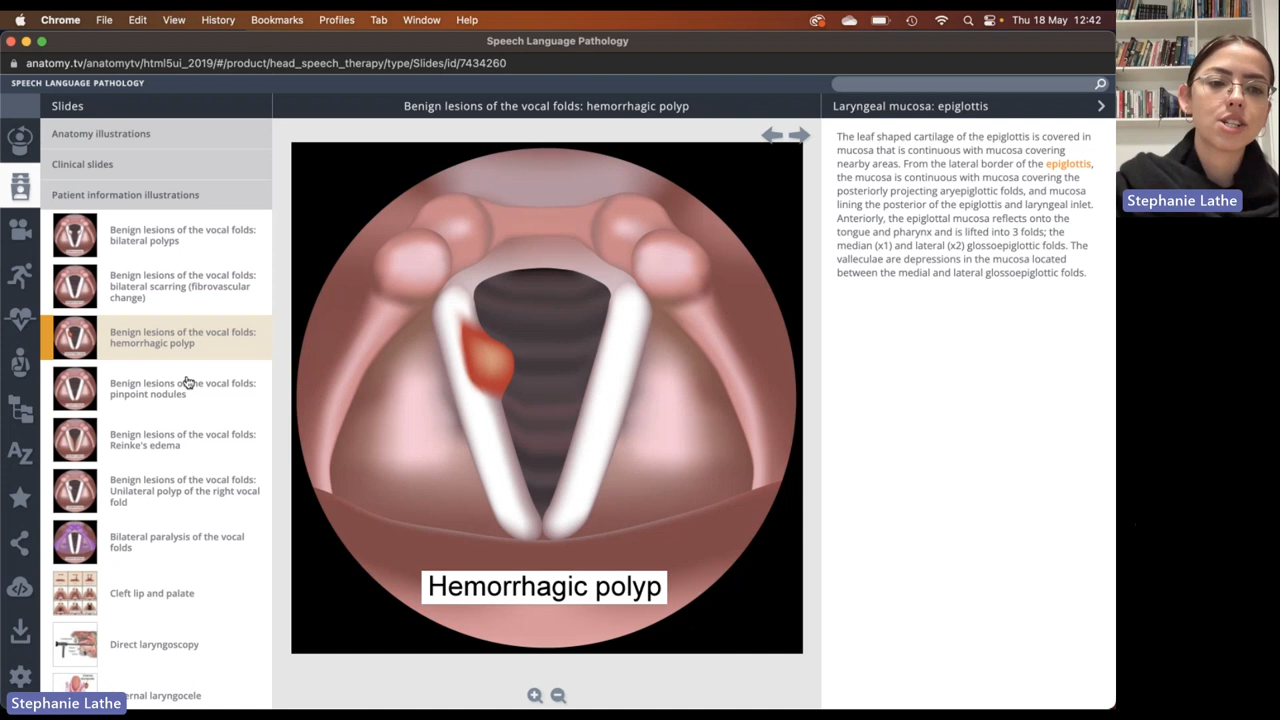 Chrome File Edit View History Bookmarks Profiles Tab Window Help
Thu 18 May 12:42
Speech Language Pathology
anatomy.tv/anatomytv/html5ui_2019/#/product/head_speech_therapy/type/Slides/id/7434260
SPEECH LANGUAGE PATHOLOGY
Slides
Anatomy illustrations
Clinical slides
Patient information illustrations
Benign lesions of the vocal folds:
bilateral polyps
Benign lesions of the vocal folds:
bilateral scarring (fibrovascular
change)
Benign lesions of the vocal folds:
hemorrhagic polyp
Benign lesions of the vocal folds:
pinpoint nodules
Benign lesions of the vocal folds:
Reinke's edema
Benign lesions of the vocal folds:
Unilateral polyp of the right vocal
fold
Bilateral paralysis of the vocal
folds
Cleft lip and palate
Direct laryngoscopy
ernal laryngocele
AZ
Stephanie Lathe
Benign lesions of the vocal folds: hemorrhagic polyp
Hemorrhagic polyp
Laryngeal mucosa: epiglottis
The leaf shaped cartilage of the epiglottis is covered in
mucosa that is continuous with mucosa covering
nearby areas. From the lateral border of the epiglottis,
the mucosa is continuous with mucosa covering the
posteriorly projecting aryepiglottic folds, and mucosa
lining the posterior of the epiglottis and laryngeal inlet.
Anteriorly, the epiglottal mucosa reflects onto the
tongue and pharynx and is lifted into 3 folds; the
median (x1) and lateral (x2) glossoepiglottic folds. The
valleculae are depressions in the mucosa located
between the medial and lateral glossoepiglottic folds.
Stephanie Lathe